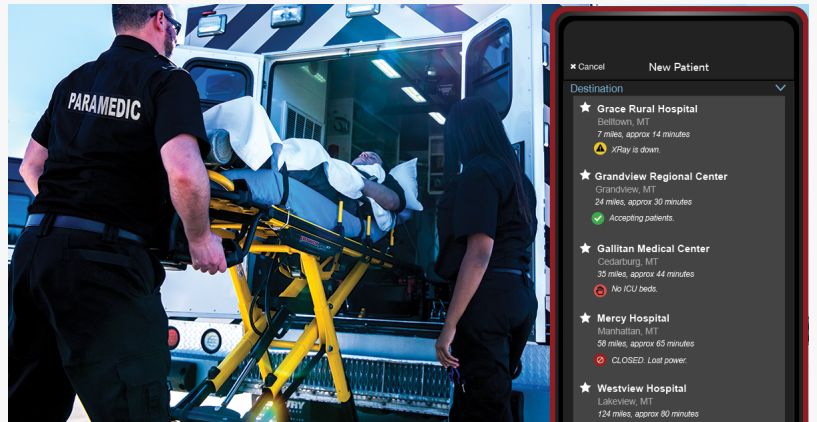 PARAMEDIC
✖ Cancel
New Patient
Destination
Grace Rural Hospital
Belltown, MT
7 miles, approx 14 minutes
XRay is down.
Grandview Regional Center
Grandview, MT
24 miles, approx 30 minutes
Accepting patients.
Gallitan Medical Center
Cedarburg, MT
35 miles, approx 44 minutes
No ICU beds.
Mercy Hospital
Manhattan, MT
58 miles, approx 65 minutes
CLOSED. Lost power.
Westview Hospital
Lakeview, MT
124 miles, approx 80 minutes